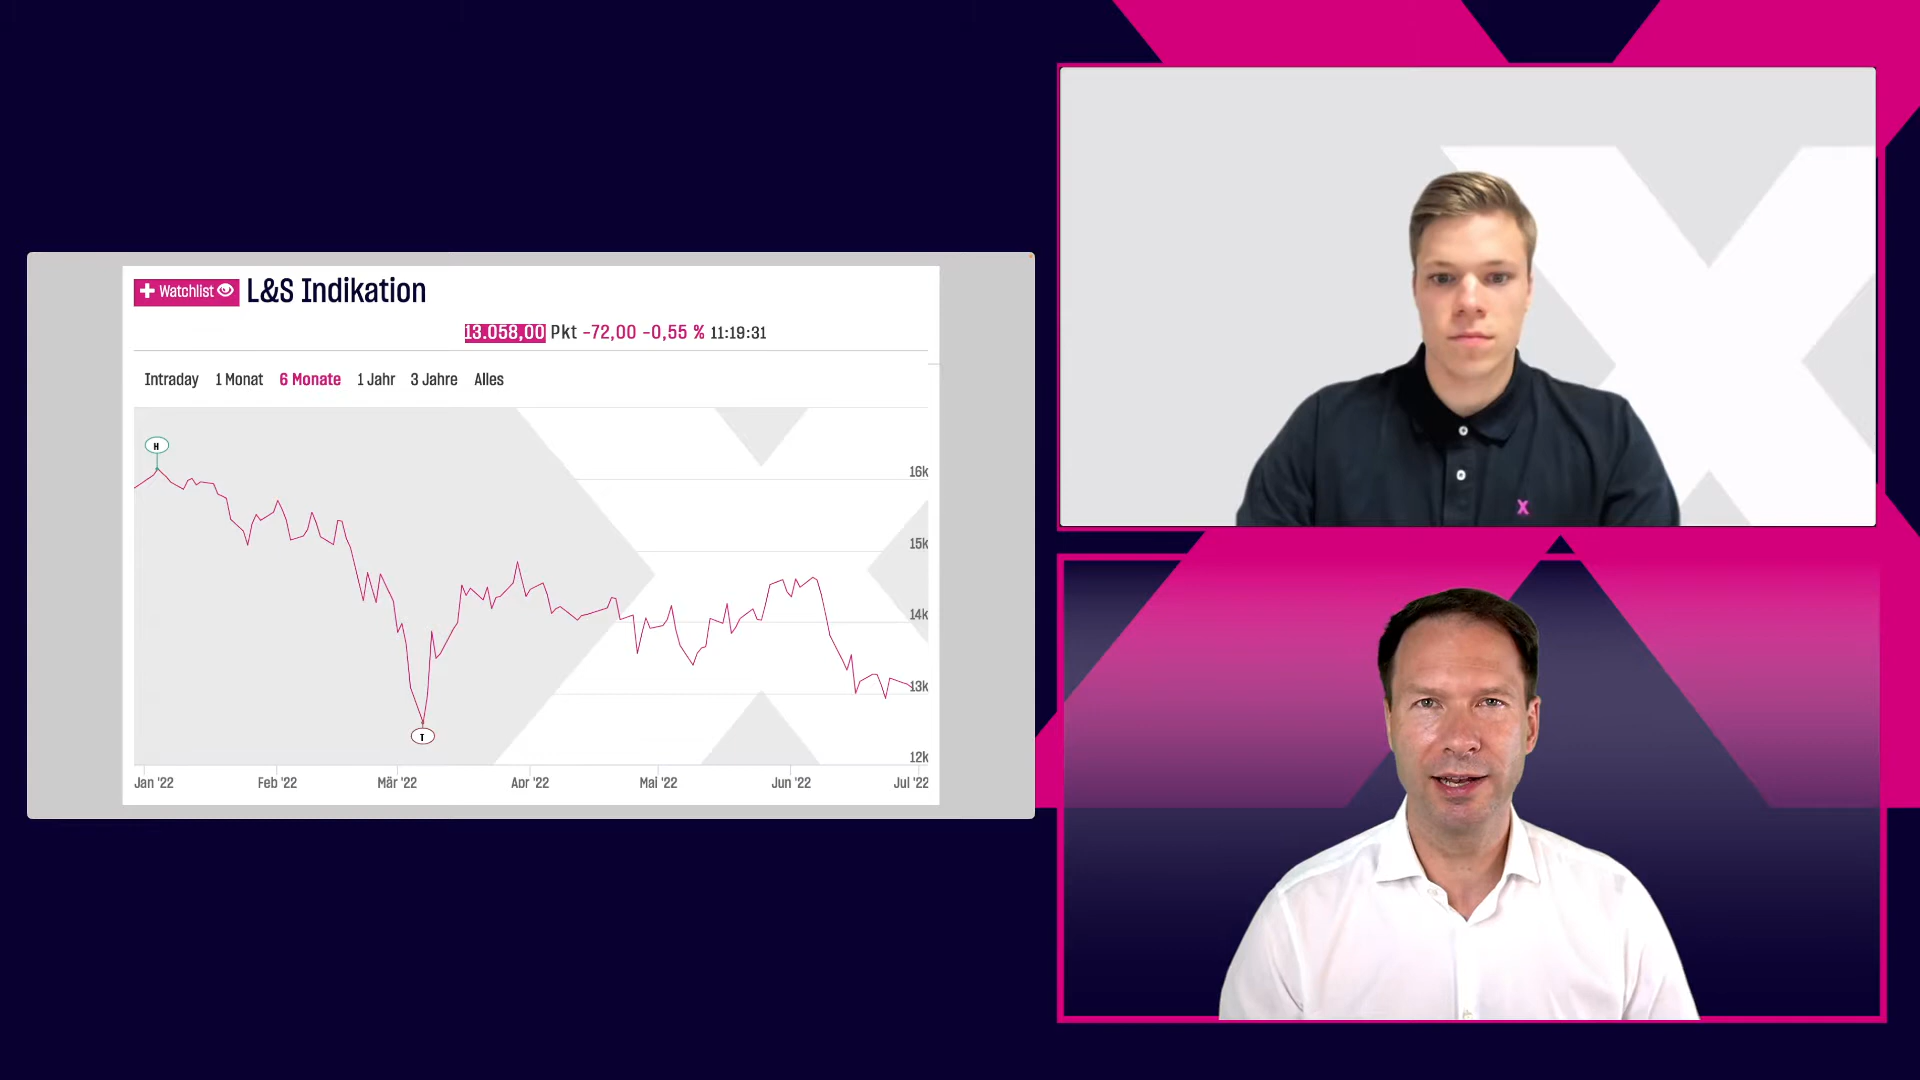 Watchlist L&S Indikation
13.058,00 Pkt -72,00 -0,55 % 11:19:31
Intraday 1 Monat 6 Monate 1 Jahr 3 Jahre Alles
H
16k
15k
14k
13k
T
12k
Jan '22 Feb '22 Mär '22 Apr '22 Mai '22 Jun '22 Jul '22
X